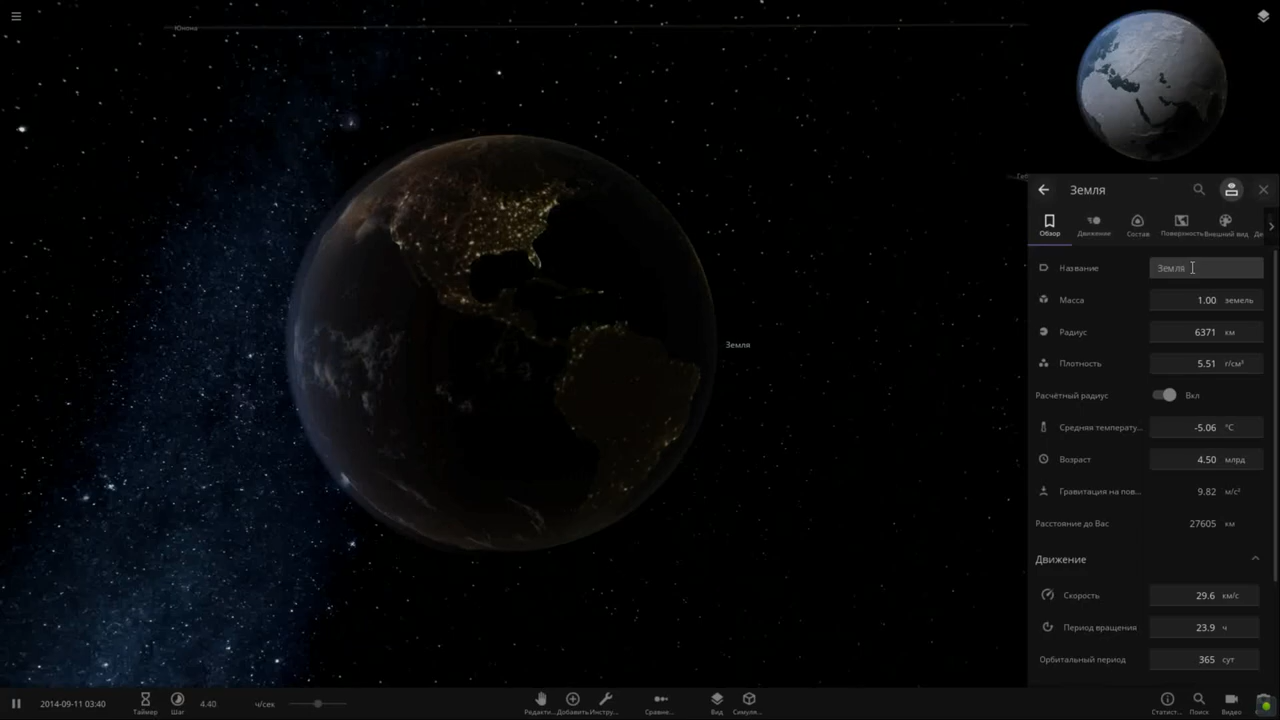 Юнона
Земля
Обзор
Движение
Состав
Поверхность
Внешний вид
Название
Земля
Масса
1.00 земель
Радиус
6371 км
Плотность
5.51 г/см³
Расчётный радиус
Вкл
Средняя температу...
-5.06 °C
Возраст
4.50 млрд
Гравитация на пов...
9.82 м/с²
Расстояние до Вас
27605 км
Движение
Скорость
29.6 км/с
Период вращения
23.9 ч
Орбитальный период
365 сут
Земля
2014-09-11 03:40
Таймер
Шаг
4.40
ч/сек
Редакти...
Добавить
Инстру...
Сравне...
Вид
Симуля...
Статист...
Поиск
Видео